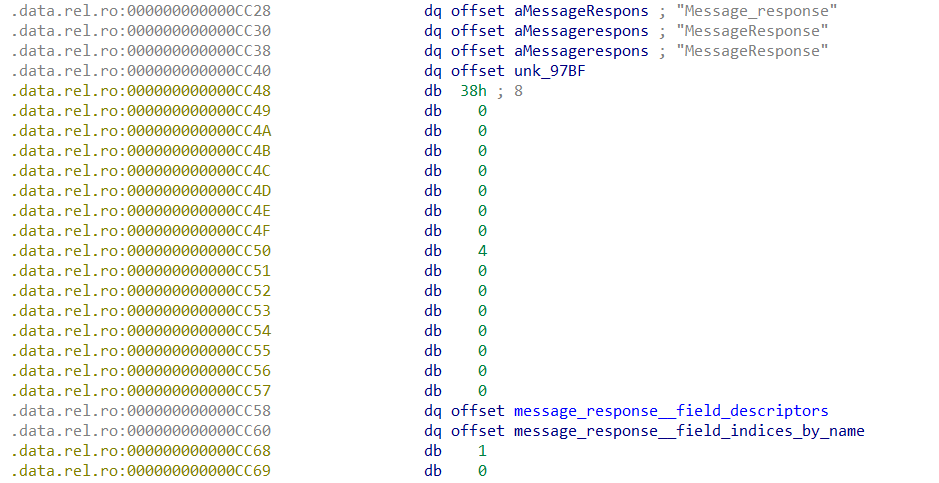 .data.rel.ro:000000000000CC28 dq offset aMessageRespons ; "Message_response"
.data.rel.ro:000000000000CC30 dq offset aMessagerespons ; "MessageResponse"
.data.rel.ro:000000000000CC38 dq offset aMessagerespons ; "MessageResponse"
.data.rel.ro:000000000000CC40 dq offset unk_97BF
.data.rel.ro:000000000000CC48 db 38h ; 8
.data.rel.ro:000000000000CC49 db 0
.data.rel.ro:000000000000CC4A db 0
.data.rel.ro:000000000000CC4B db 0
.data.rel.ro:000000000000CC4C db 0
.data.rel.ro:000000000000CC4D db 0
.data.rel.ro:000000000000CC4E db 0
.data.rel.ro:000000000000CC4F db 0
.data.rel.ro:000000000000CC50 db 4
.data.rel.ro:000000000000CC51 db 0
.data.rel.ro:000000000000CC52 db 0
.data.rel.ro:000000000000CC53 db 0
.data.rel.ro:000000000000CC54 db 0
.data.rel.ro:000000000000CC55 db 0
.data.rel.ro:000000000000CC56 db 0
.data.rel.ro:000000000000CC57 db 0
.data.rel.ro:000000000000CC58 dq offset message_response__field_descriptors
.data.rel.ro:000000000000CC60 dq offset message_response__field_indices_by_name
.data.rel.ro:000000000000CC68 db 1
.data.rel.ro:000000000000CC69 db 0